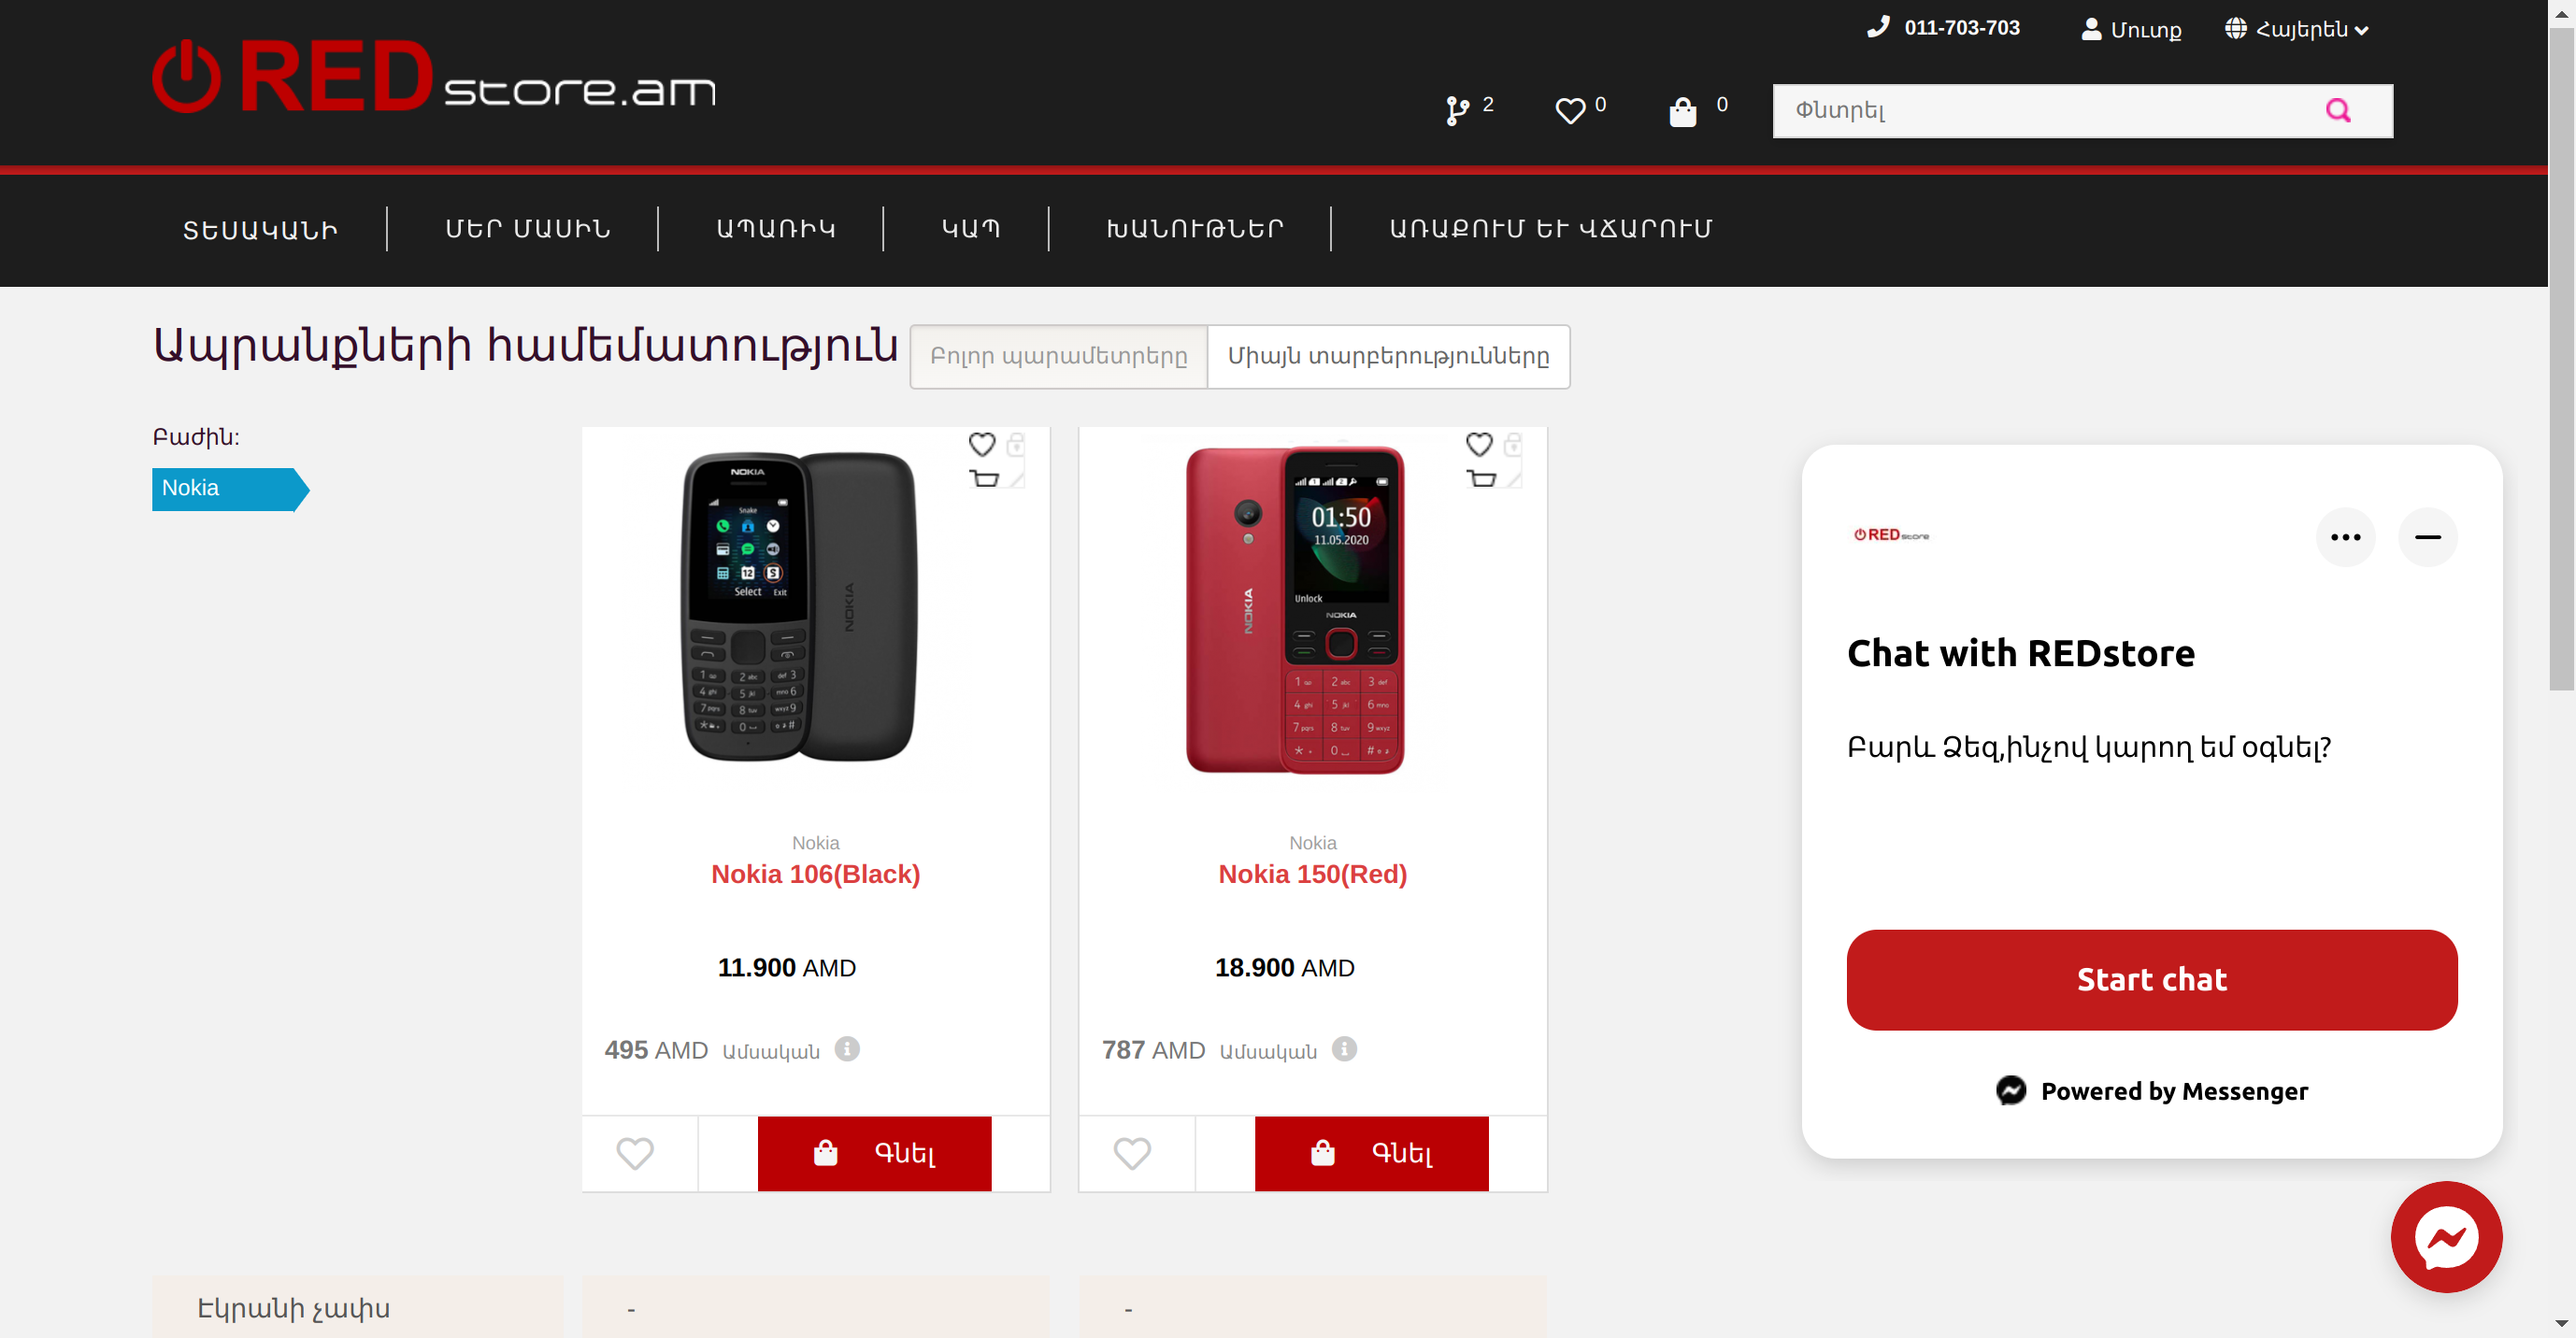 011-703-703
Մուտք
Հայերեն
REDstore.am
2
0
0
Փնտրել
ՏԵՍԱԿԱՆԻ
ՄԵՐ ՄԱՍԻՆ
ԱՊԱՌԻԿ
ԿԱՊ
ԽԱՆՈՒԹՆԵՐ
ԱՌԱՔՈՒՄ ԵՒ ՎՃԱՐՈՒՄ
Ապրանքների համեմատություն
Բոլոր պարամետրերը
Միայն տարբերությունները
Բաժին:
Nokia
NOKIA
Snake
Select
Exit
NOKIA
01:50
11.05.2020
Unlock
NOKIA
NOKIA
Nokia
Nokia 106(Black)
11.900 AMD
495 AMD Ամսական
Գնել
Nokia
Nokia 150(Red)
18.900 AMD
787 AMD Ամսական
Գնել
REDstore
Chat with REDstore
Բարև Ձեզ,ինչով կարող եմ օգնել?
Start chat
Powered by Messenger
Էկրանի չափս
-
-